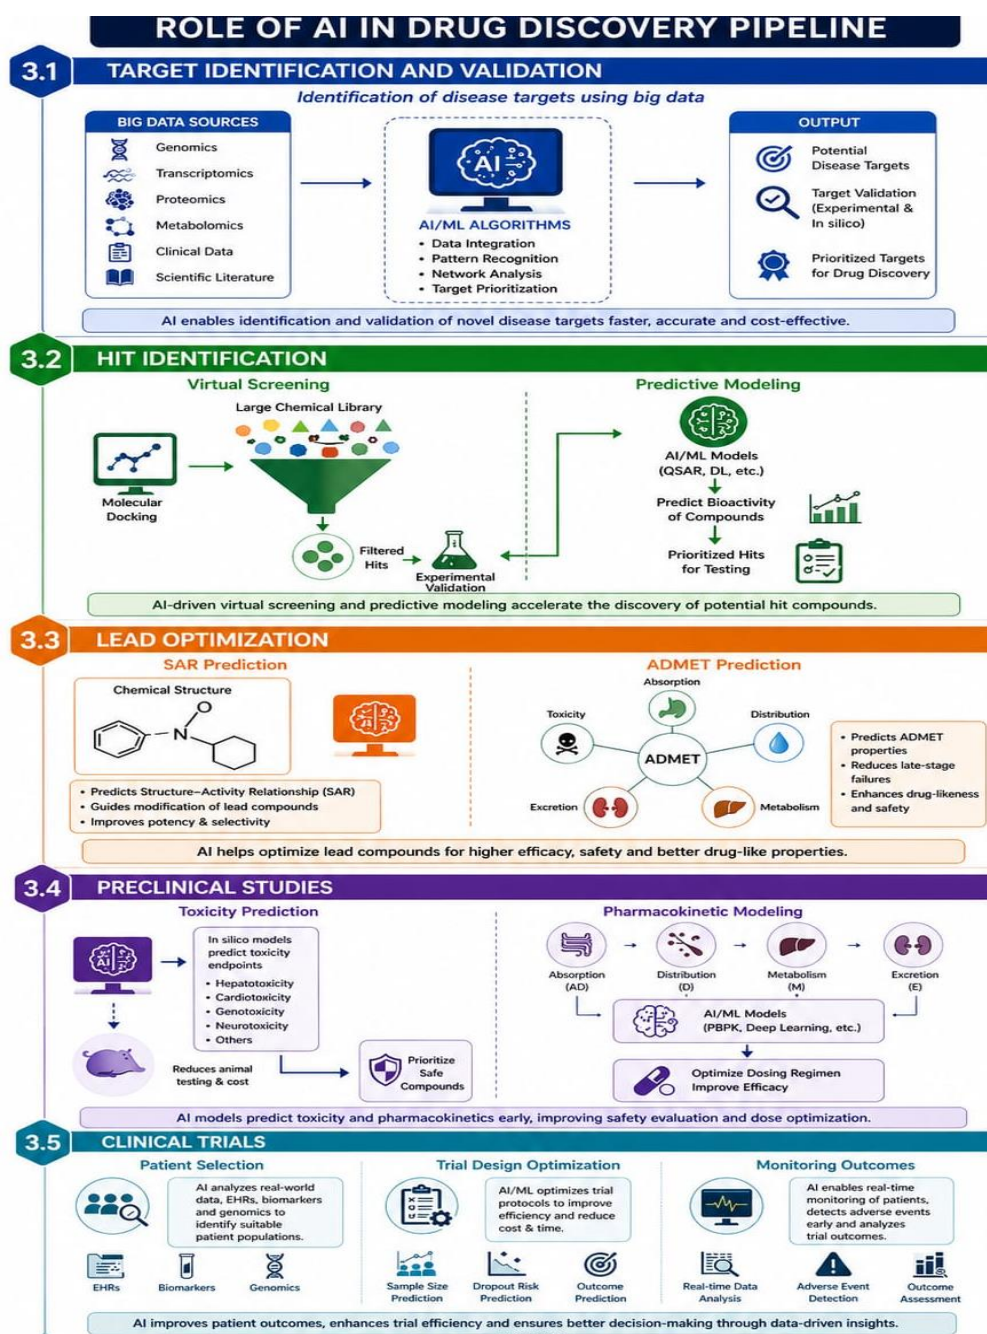 ROLE OF AI IN DRUG DISCOVERY PIPELINE
3.1
TARGET IDENTIFICATION AND VALIDATION
Identification of disease targets using big data
BIG DATA SOURCES
Genomics
Transcriptomics
Proteomics
Metabolomics
Clinical Data
Scientific Literature
AI
AI/ML ALGORITHMS
• Data Integration
• Pattern Recognition
• Network Analysis
• Target Prioritization
OUTPUT
Potential
Disease Targets
Target Validation
(Experimental &
In silico)
Prioritized Targets
for Drug Discovery
AI enables identification and validation of novel disease targets faster, accurate and cost-effective.
3.2
HIT IDENTIFICATION
Virtual Screening
Large Chemical Library
Molecular
Docking
Filtered
Hits
Experimental
Validation
Predictive Modeling
AI/ML Models
(QSAR, DL, etc.)
Predict Bioactivity
of Compounds
Prioritized Hits
for Testing
AI-driven virtual screening and predictive modeling accelerate the discovery of potential hit compounds.
3.3
LEAD OPTIMIZATION
SAR Prediction
Chemical Structure
O
N
• Predicts Structure–Activity Relationship (SAR)
• Guides modification of lead compounds
• Improves potency & selectivity
ADMET Prediction
Absorption
Toxicity
Distribution
ADMET
Excretion
Metabolism
• Predicts ADMET
properties
• Reduces late-stage
failures
• Enhances drug-likeness
and safety
AI helps optimize lead compounds for higher efficacy, safety and better drug-like properties.
3.4
PRECLINICAL STUDIES
Toxicity Prediction
AI
In silico models
predict toxicity
endpoints
• Hepatotoxicity
• Cardiotoxicity
• Genotoxicity
• Neurotoxicity
• Others
Reduces animal
testing & cost
Prioritize
Safe
Compounds
Pharmacokinetic Modeling
Absorption
(AD)
Distribution
(D)
Metabolism
(M)
Excretion
(E)
AI/ML Models
(PBPK, Deep Learning, etc.)
Optimize Dosing Regimen
Improve Efficacy
AI models predict toxicity and pharmacokinetics early, improving safety evaluation and dose optimization.
3.5
CLINICAL TRIALS
Patient Selection
AI analyzes real-world
data, EHRs, biomarkers
and genomics to
identify suitable
patient populations.
EHRs
Biomarkers
Genomics
Trial Design Optimization
AI/ML optimizes trial
protocols to improve
efficiency and reduce
cost & time.
Sample Size
Prediction
Dropout Risk
Prediction
Outcome
Prediction
Monitoring Outcomes
AI enables real-time
monitoring of patients,
detects adverse events
early and analyzes
trial outcomes.
Real-time Data
Analysis
Adverse Event
Detection
Outcome
Assessment
AI improves patient outcomes, enhances trial efficiency and ensures better decision-making through data-driven insights.